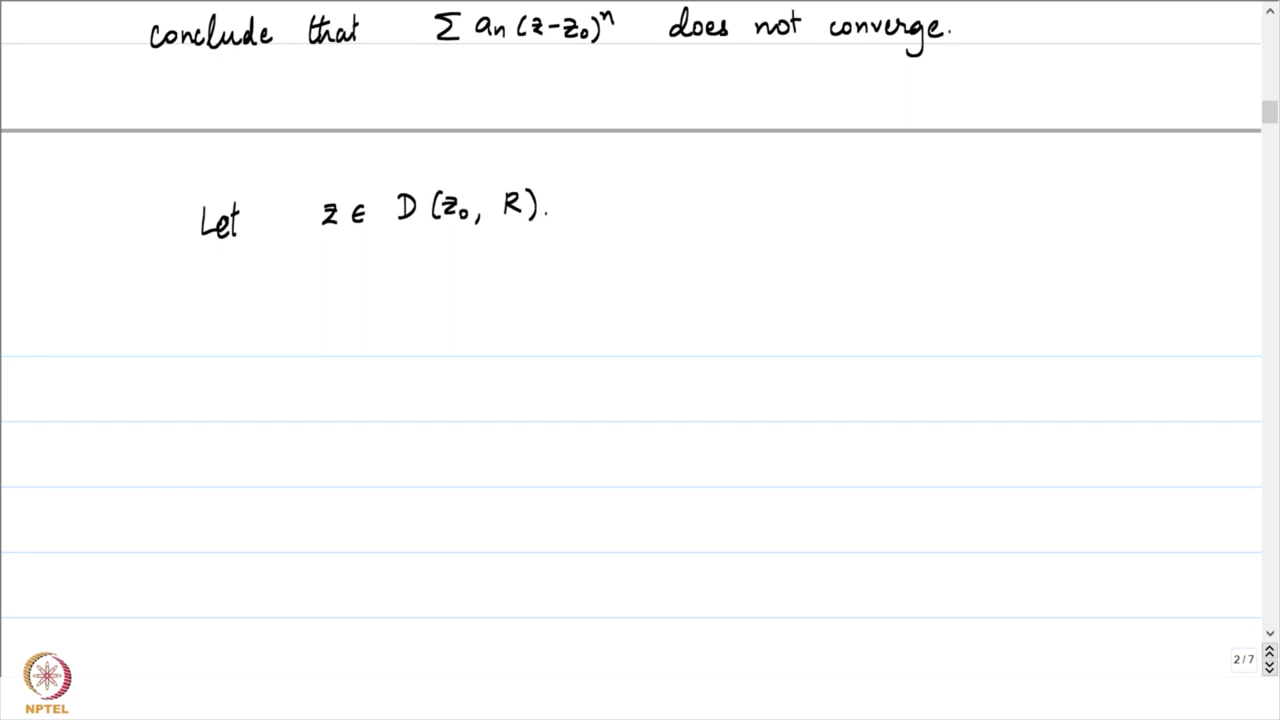 conclude that Σ aₙ (z-z₀)ⁿ does not converge.
Let z ∈ D (z₀, R).
2 / 7
NPTEL